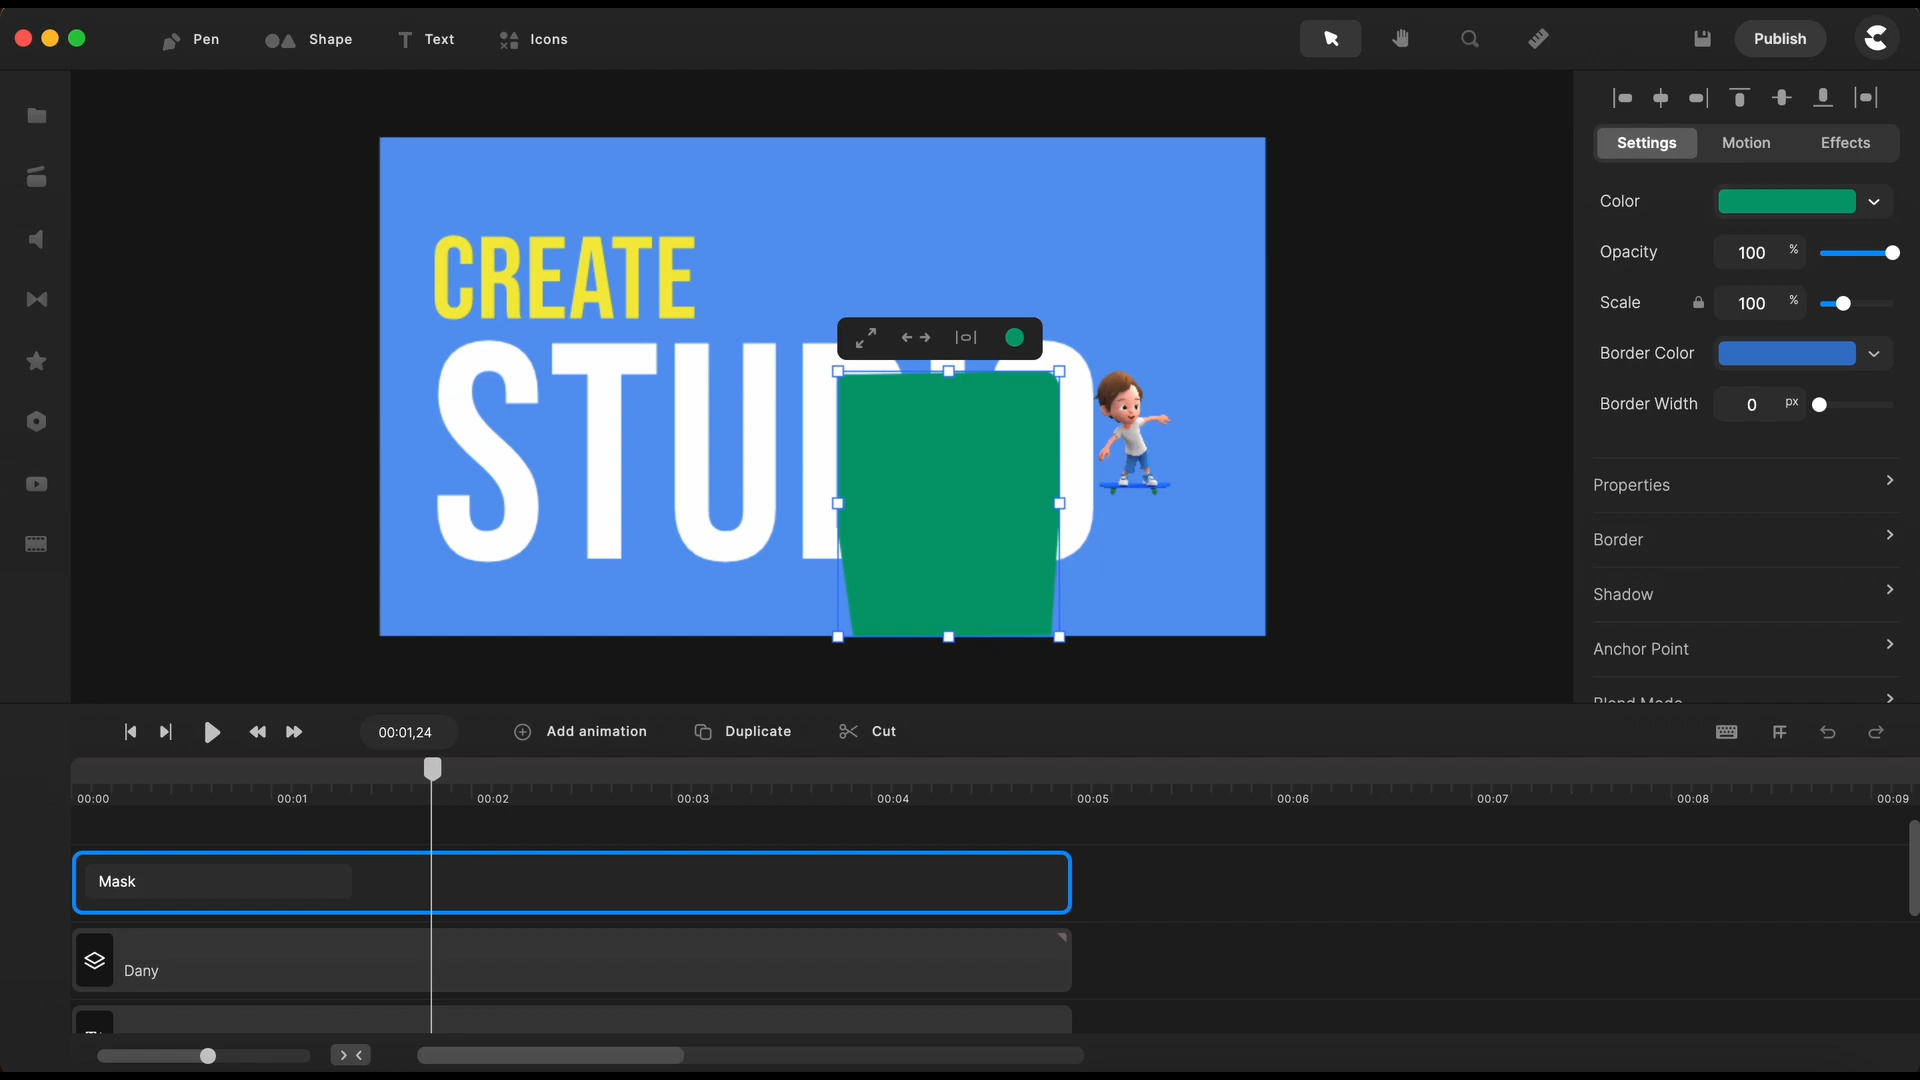 Pen Shape Text Icons Publish
Settings Motion Effects
Color
Opacity 100 %
Scale 100 %
Border Color
Border Width 0 px
Properties
Border
Shadow
Anchor Point
Blend Mode
CREATE
00:01,24 Add animation Duplicate Cut
00:00 00:01 00:02 00:03 00:04 00:05 00:06 00:07 00:08 00:09
Mask
Dany